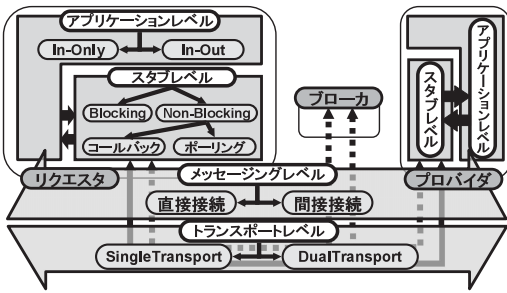 アプリケーションレベル
In-Only
In-Out
スタブレベル
Blocking
Non-Blocking
コールバック
ポーリング
リクエスタ
ブローカ
スタブレベル
アプリケーションレベル
プロバイダ
メッセージングレベル
直接接続
間接接続
トランスポートレベル
SingleTransport
DualTransport